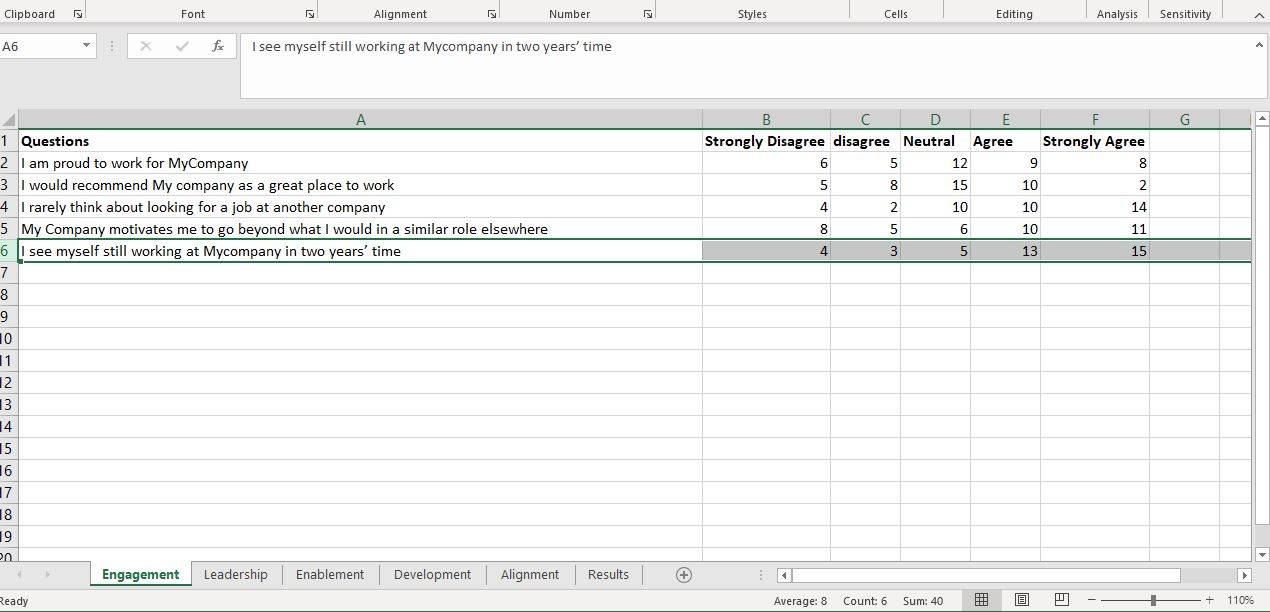 Clipboard Font Alignment Number Styles Cells Editing Analysis Sensitivity
A6 fx I see myself still working at Mycompany in two years’ time
A B C D E F G
1 Questions Strongly Disagree disagree Neutral Agree Strongly Agree
2 I am proud to work for MyCompany 6 5 12 9 8
3 I would recommend My company as a great place to work 5 8 15 10 2
4 I rarely think about looking for a job at another company 4 2 10 10 14
5 My Company motivates me to go beyond what I would in a similar role elsewhere 8 5 6 10 11
6 I see myself still working at Mycompany in two years’ time 4 3 5 13 15
7
8
9
10
11
12
13
14
15
16
17
18
19
20
Engagement Leadership Enablement Development Alignment Results
Ready Average: 8 Count: 6 Sum: 40 110%